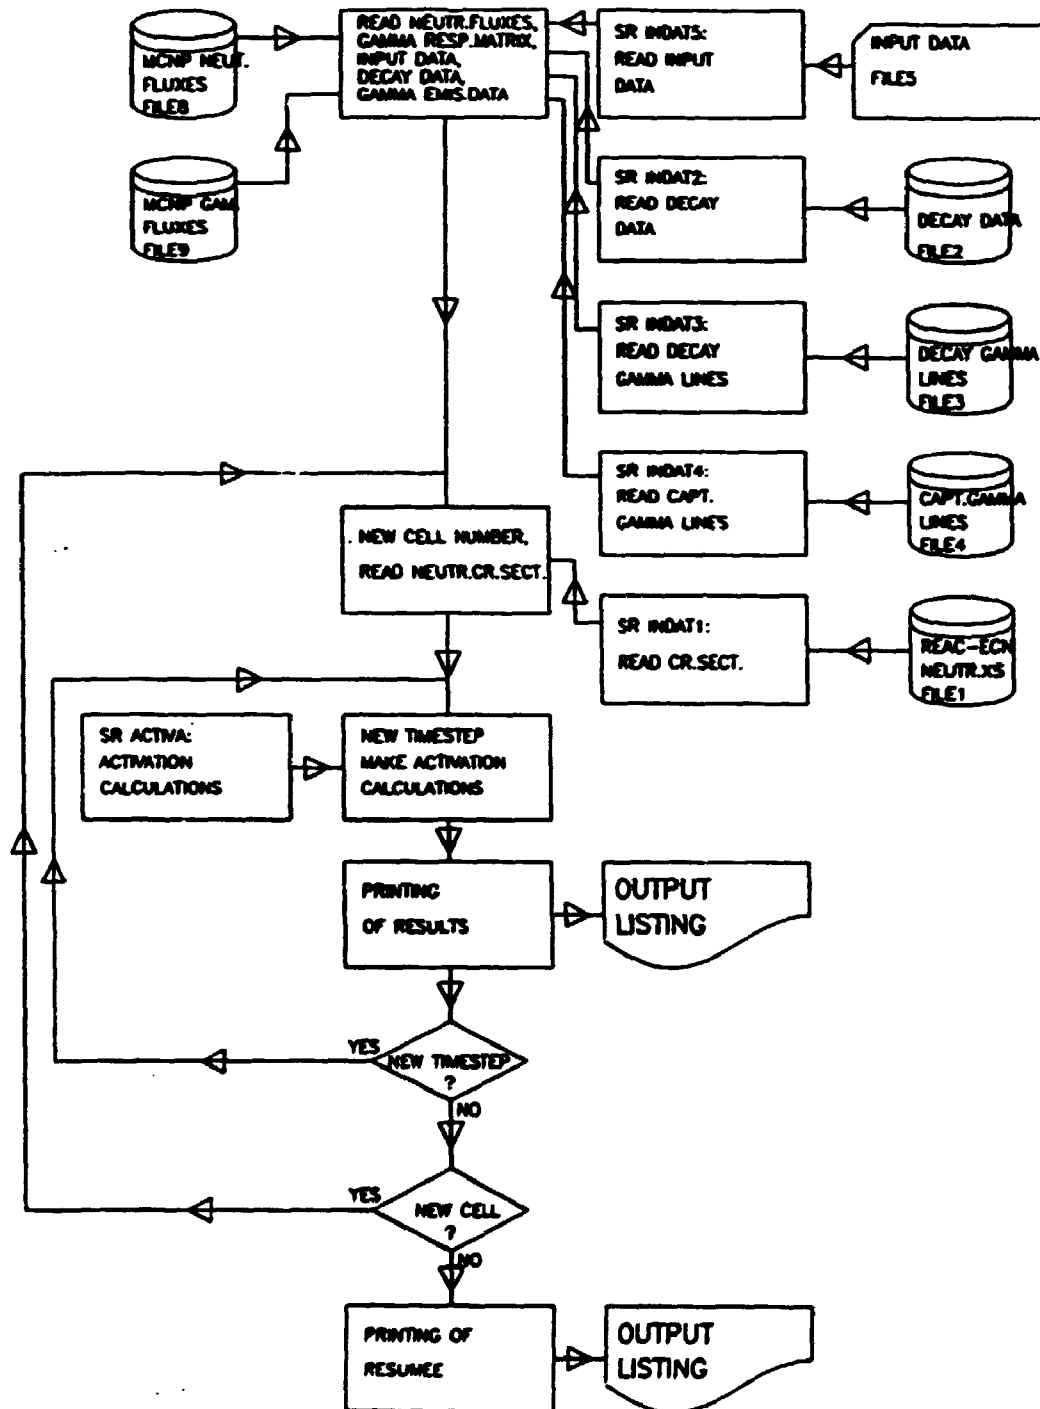 MCNP NEUT.
FLUXES
FILE8
READ NEUTR.FLUXES,
GAMMA RESP.MATRIX,
INPUT DATA,
DECAY DATA,
GAMMA EMIS.DATA
SR INDAT5:
READ INPUT
DATA
INPUT DATA
FILE5
MCNP GAM.
FLUXES
FILE9
SR INDAT2:
READ DECAY
DATA
DECAY DATA
FILE2
SR INDAT3:
READ DECAY
GAMMA LINES
DECAY GAMMA
LINES
FILE3
SR INDAT4:
READ CAPT.
GAMMA LINES
CAPT.GAMMA
LINES
FILE4
NEW CELL NUMBER,
READ NEUTR.CR.SECT.
SR INDAT1:
READ CR.SECT.
REAC-ECN
NEUTR.XS
FILE1
SR ACTIVA:
ACTIVATION
CALCULATIONS
NEW TIMESTEP
MAKE ACTIVATION
CALCULATIONS
PRINTING
OF RESULTS
OUTPUT
LISTING
YES
NEW TIMESTEP
?
NO
YES
NEW CELL
?
NO
PRINTING OF
RESUMEE
OUTPUT
LISTING